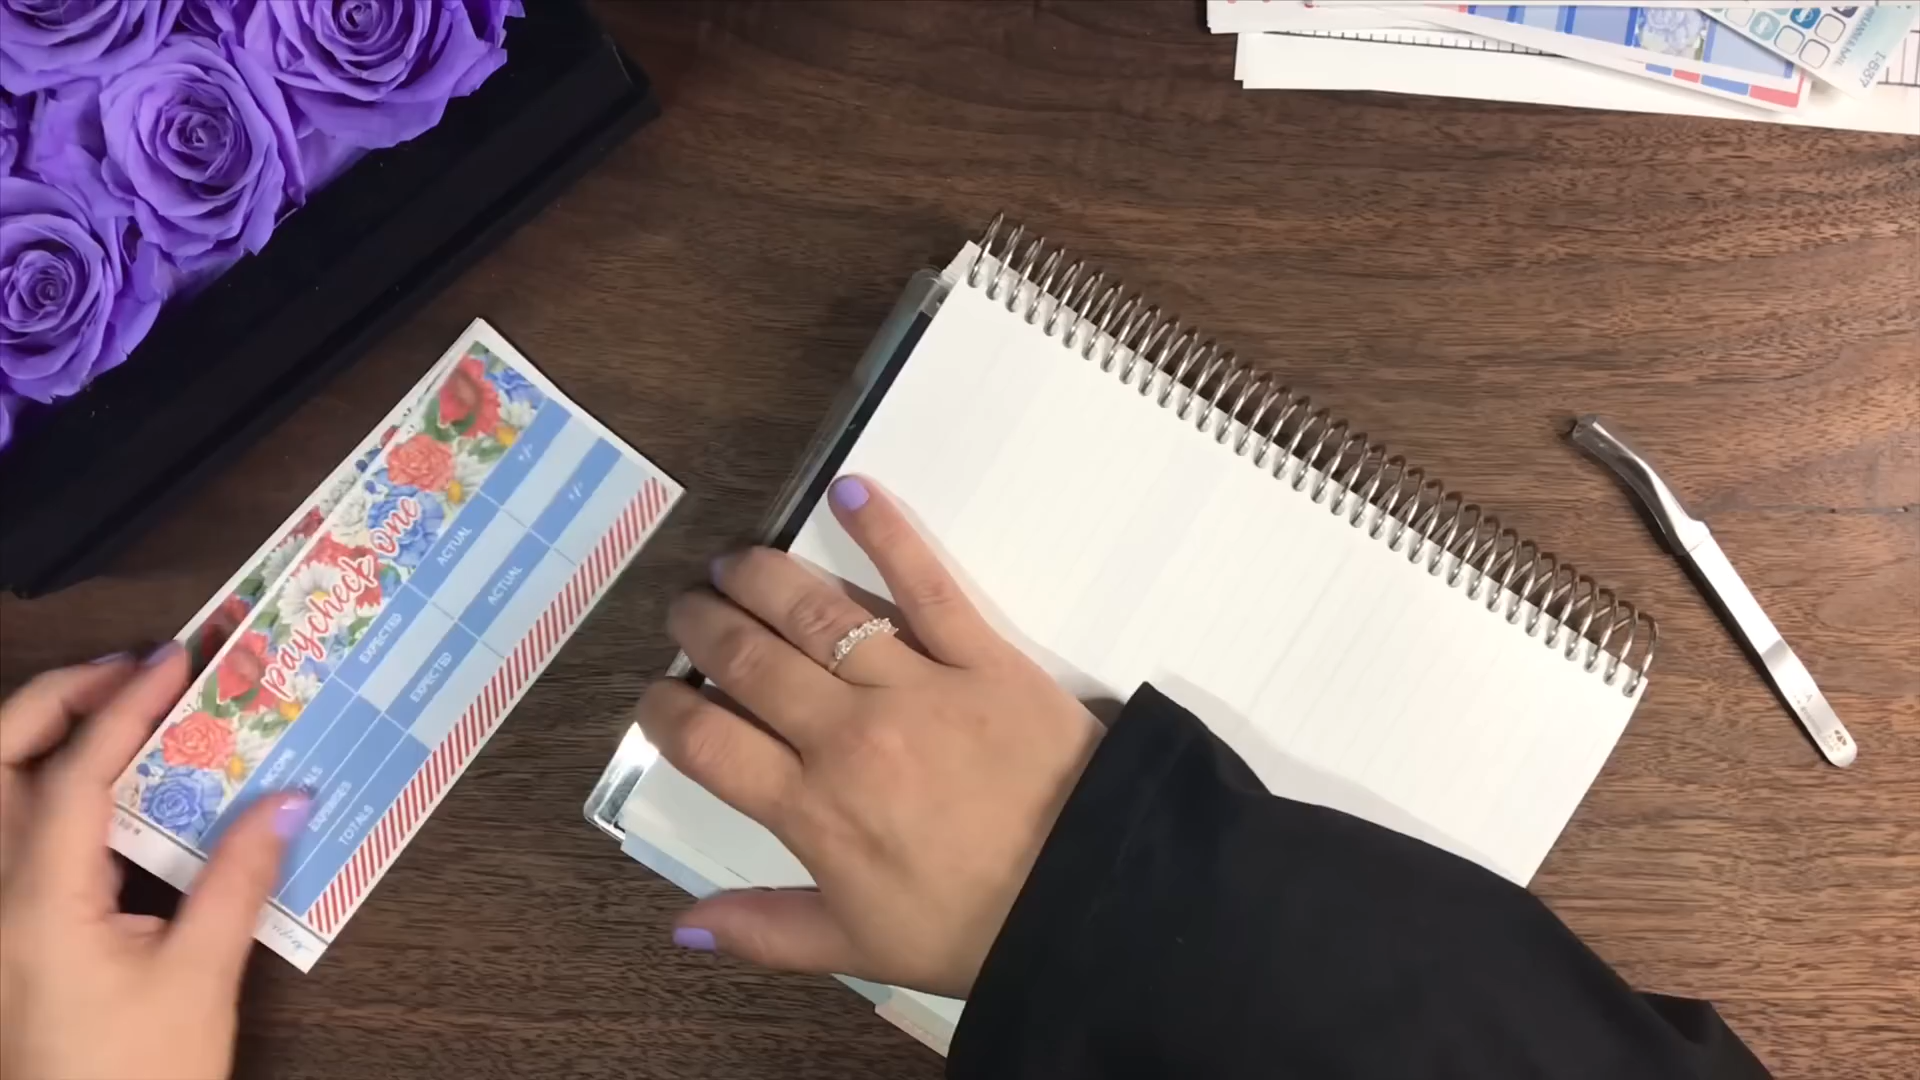 paycheck one
+/-
ACTUAL
EXPECTED
INCOME
TOTALS
+/-
ACTUAL
EXPECTED
EXPENSES
TOTALS